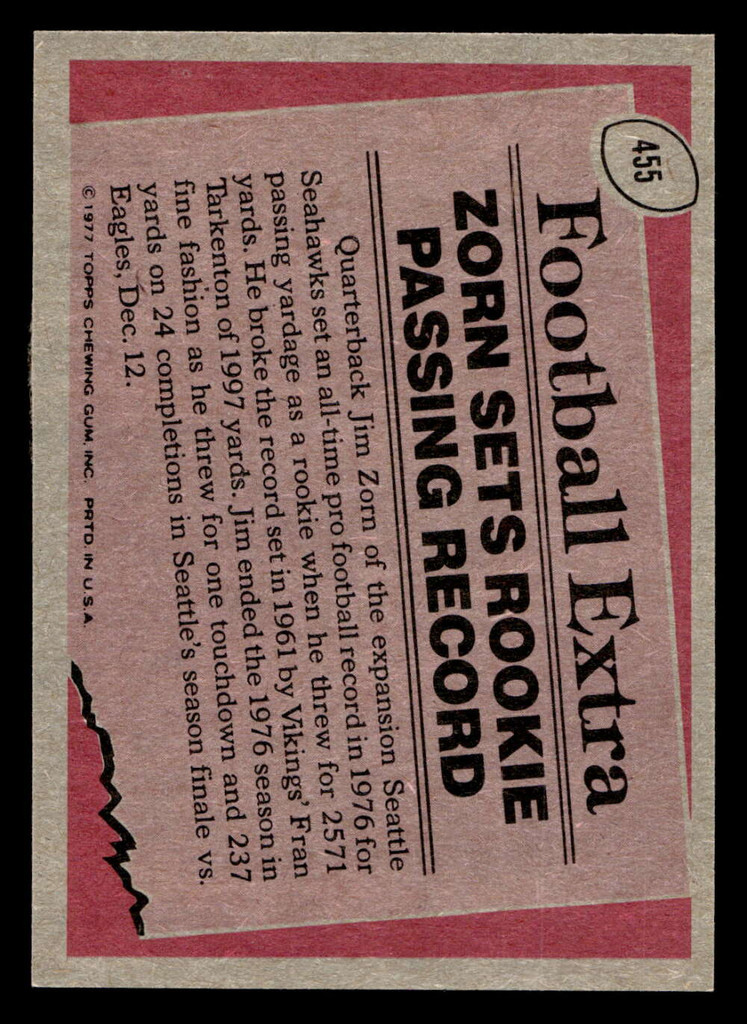 455
Football Extra
ZORN SETS ROOKIE
PASSING RECORD
Quarterback Jim Zorn of the expansion Seattle
Seahawks set an all-time pro football record in 1976 for
passing yardage as a rookie when he threw for 2571
yards. He broke the record set in 1961 by Vikings' Fran
Tarkenton of 1997 yards. Jim ended the 1976 season in
fine fashion as he threw for one touchdown and 237
yards on 24 completions in Seattle's season finale vs.
Eagles, Dec. 12.
© 1977 TOPPS CHEWING GUM, INC. PRTD. IN U.S.A.